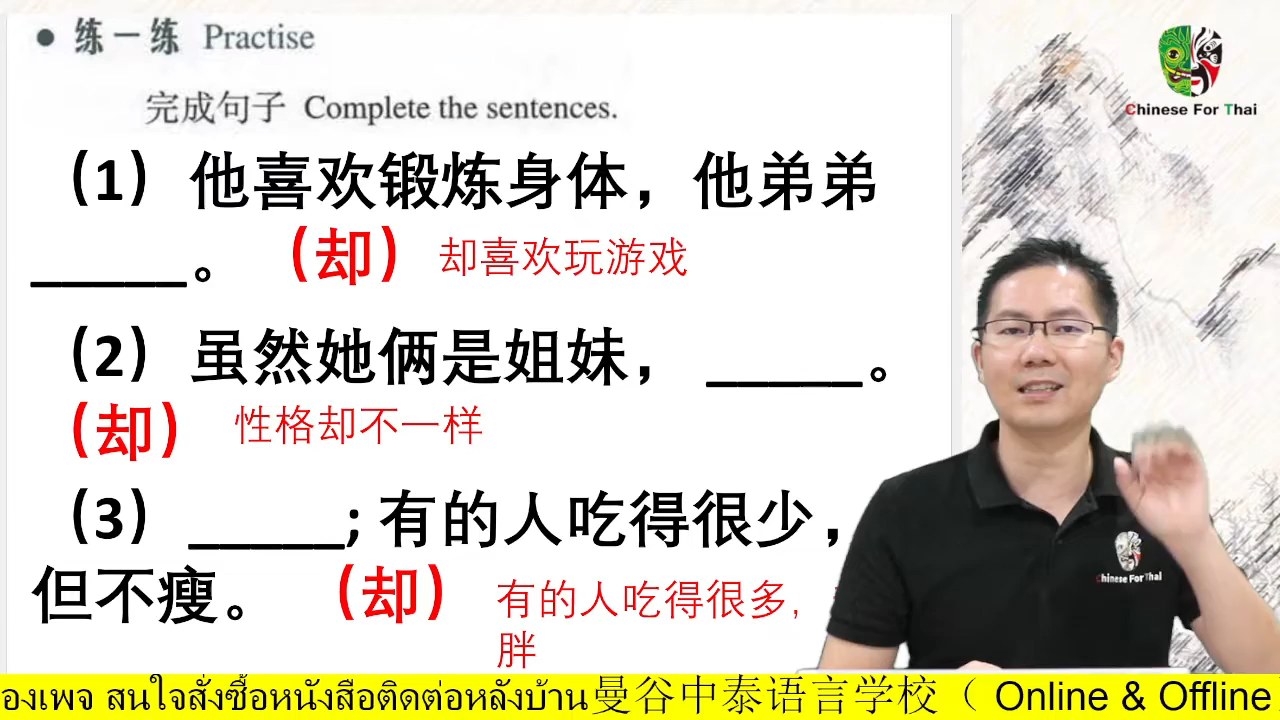 ● 练一练 Practise
完成句子 Complete the sentences.
（1）他喜欢锻炼身体，他弟弟
_____。（却）却喜欢玩游戏
（2）虽然她俩是姐妹，_____。
（却）性格却不一样
（3）_____; 有的人吃得很少，
但不瘦。（却）有的人吃得很多,
胖
Chinese For Thai
Chinese For Thai
องเพจ สนใจสั่งซื้อหนังสือติดต่อหลังบ้าน曼谷中泰语言学校（ Online & Offline